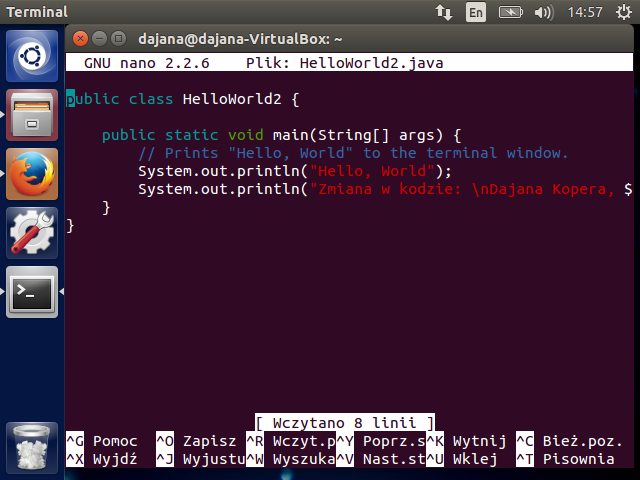 Terminal En 14:57
dajana@dajana-VirtualBox: ~
GNU nano 2.2.6 Plik: HelloWorld2.java
public class HelloWorld2 {
public static void main(String[] args) {
// Prints "Hello, World" to the terminal window.
System.out.println("Hello, World");
System.out.println("Zmiana w kodzie: \nDajana Kopera, $
}
}
[ Wczytano 8 linii ]
^G Pomoc ^O Zapisz ^R Wczyt.p^Y Poprz.s^K Wytnij ^C Bież.poz.
^X Wyjdź ^J Wyjustu^W Wyszuka^V Nast.st^U Wklej ^T Pisownia